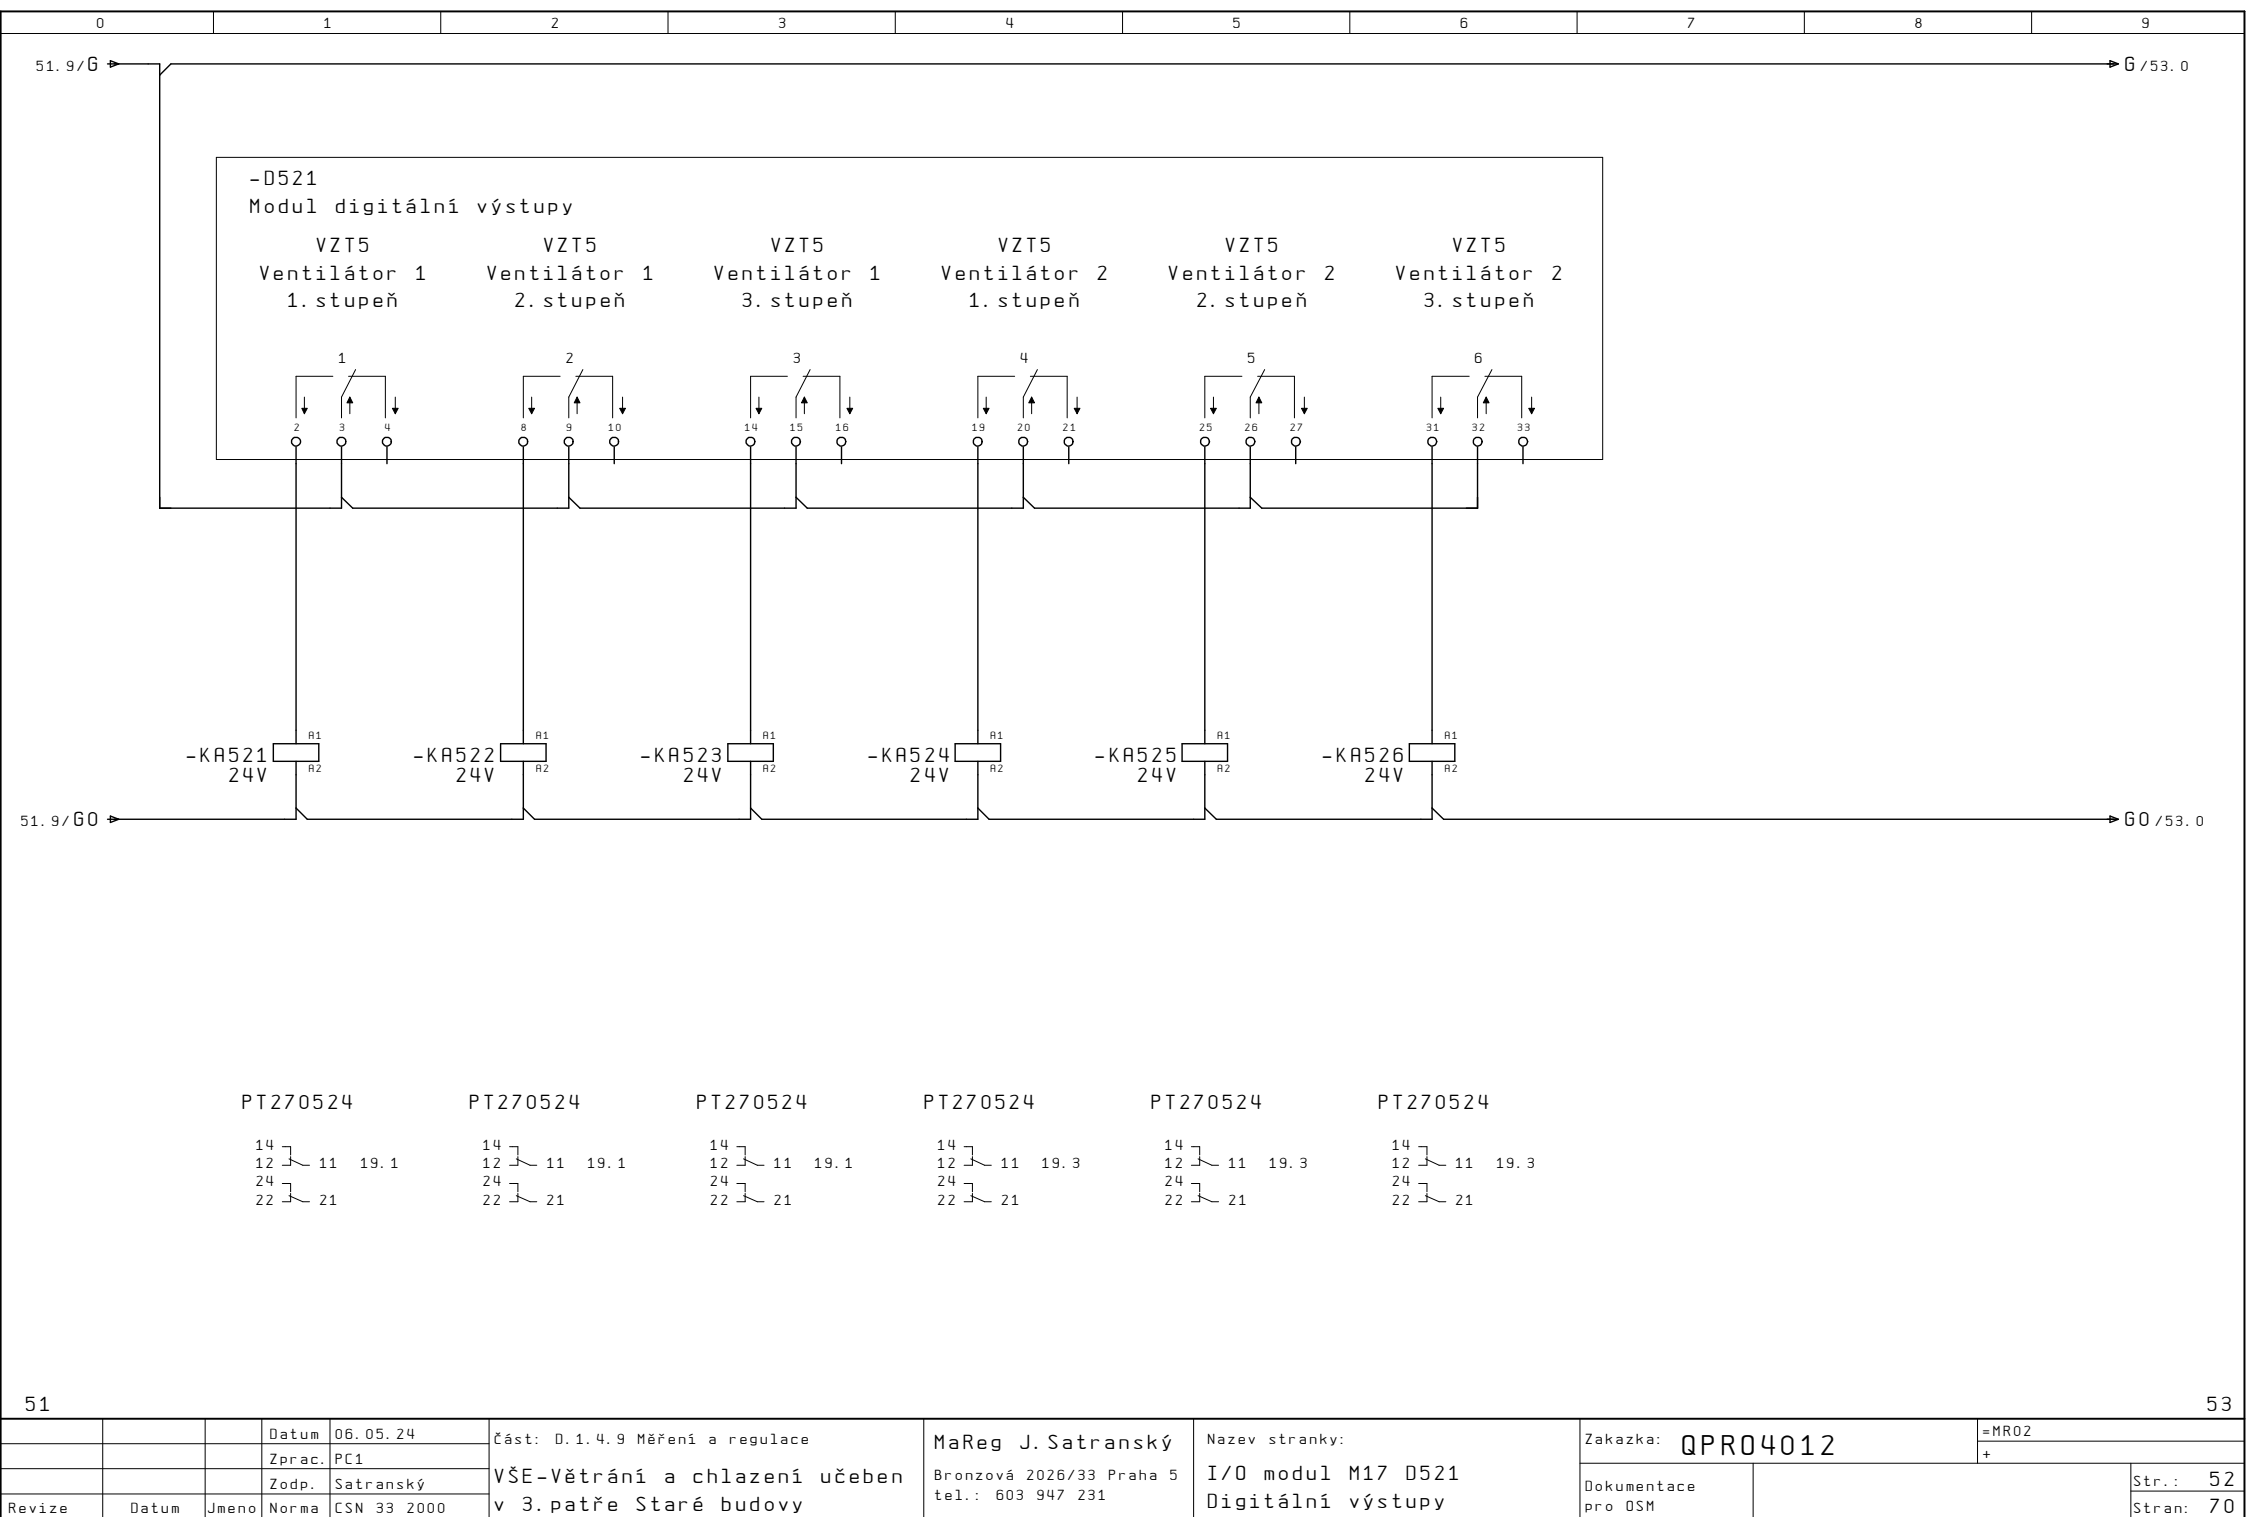 0 1 2 3 4 5 6 7 8 9
51.9/G G/53.0
-D521
Modul digitální výstupy
VZT5 VZT5 VZT5 VZT5 VZT5 VZT5
Ventilátor 1 Ventilátor 1 Ventilátor 1 Ventilátor 2 Ventilátor 2 Ventilátor 2
1.stupeň 2.stupeň 3.stupeň 1.stupeň 2.stupeň 3.stupeň
1 2 3 4 5 6
2 3 4 8 9 10 14 15 16 19 20 21 25 26 27 31 32 33
A1 A1 A1 A1 A1 A1
-KA521 -KA522 -KA523 -KA524 -KA525 -KA526
A2 A2 A2 A2 A2 A2
24V 24V 24V 24V 24V 24V
51.9/G0 G0/53.0
PT270524 PT270524 PT270524 PT270524 PT270524 PT270524
14 14 14 14 14 14
12 11 19.1 12 11 19.1 12 11 19.1 12 11 19.3 12 11 19.3 12 11 19.3
24 24 24 24 24 24
22 21 22 21 22 21 22 21 22 21 22 21
51 53
Datum 06.05.24
Zprac. PC1
Zodp. Satranský
Revize Datum Jmeno Norma CSN 33 2000
část: D.1.4.9 Měření a regulace
VŠE-Větrání a chlazení učeben
v 3.patře Staré budovy
MaReg J.Satranský
Bronzová 2026/33 Praha 5
tel.: 603 947 231
Nazev stranky:
I/O modul M17 D521
Digitální výstupy
Zakazka: QPR04012
Dokumentace
pro OSM
=MR02
+
Str.: 52
Stran: 70